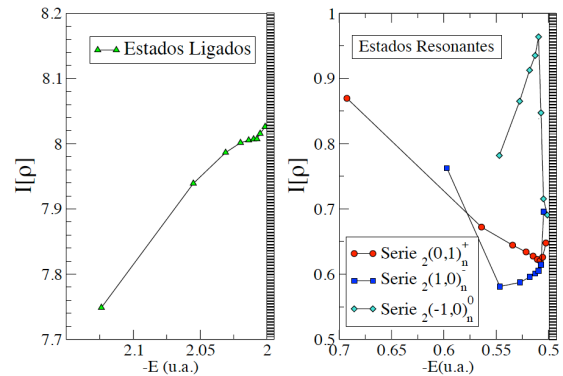 8.2
8.1
8
7.9
7.8
7.7
I[ρ]
Estados Ligados
2.1
2.05
2
-E (u.a.)
1
0.9
0.8
0.7
0.6
0.5
I[ρ]
Estados Resonantes
Serie ₂(0,1)ₙ⁺
Serie ₂(1,0)ₙ⁻
Serie ₂(-1,0)ₙ⁰
0.7
0.65
0.6
0.55
0.5
-E(u.a.)